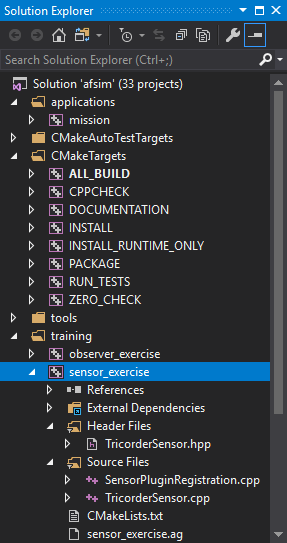 Solution Explorer
Search Solution Explorer (Ctrl+;)
Solution 'afsim' (33 projects)
applications
mission
CMakeAutoTestTargets
CMakeTargets
ALL_BUILD
CPPCHECK
DOCUMENTATION
INSTALL
INSTALL_RUNTIME_ONLY
PACKAGE
RUN_TESTS
ZERO_CHECK
tools
training
observer_exercise
sensor_exercise
References
External Dependencies
Header Files
TricorderSensor.hpp
Source Files
SensorPluginRegistration.cpp
TricorderSensor.cpp
CMakeLists.txt
sensor_exercise.ag